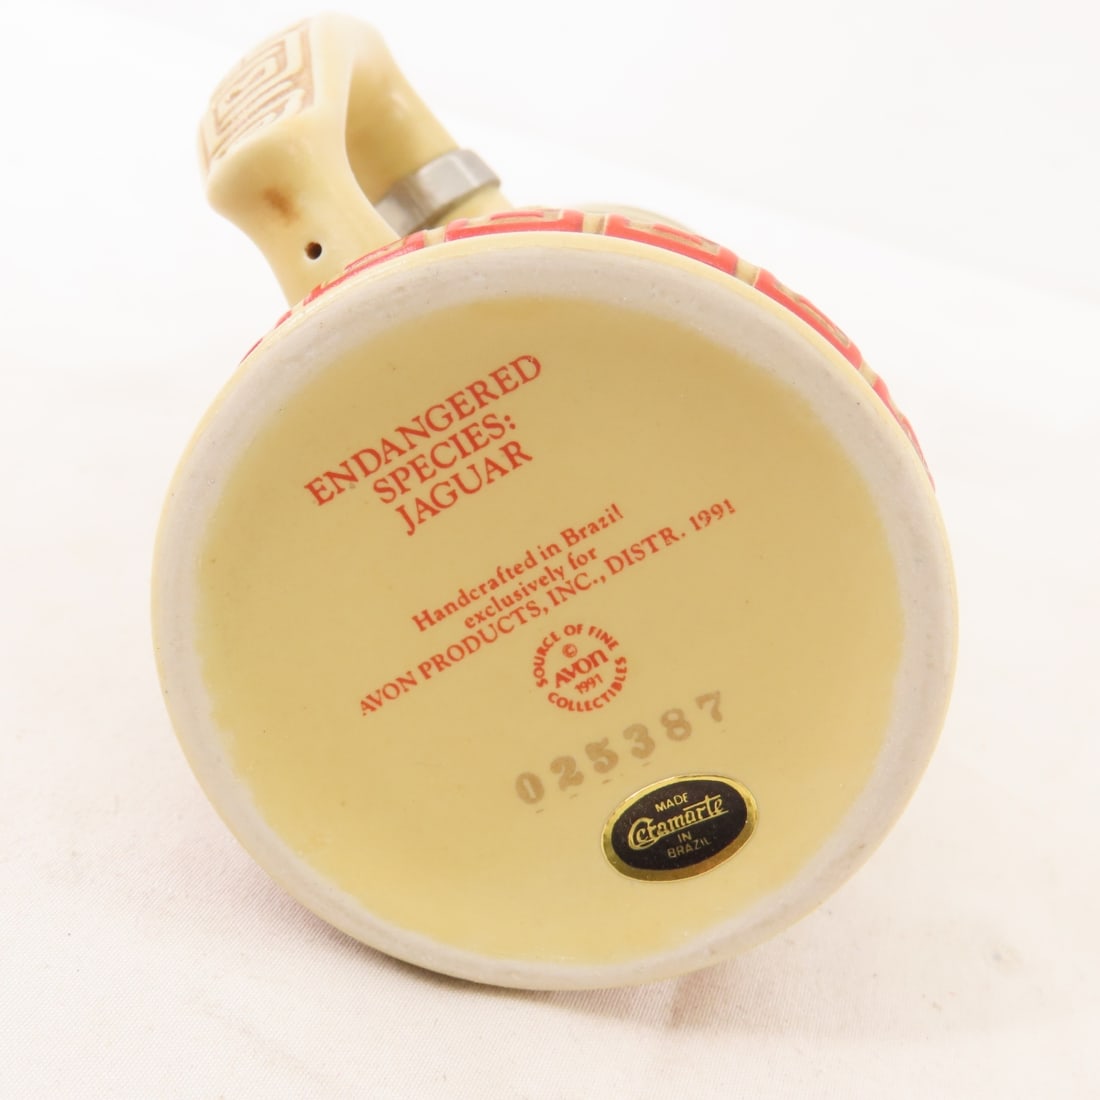 ENDANGERED
SPECIES:
JAGUAR
Handcrafted in Brazil
exclusively for
AVON PRODUCTS, INC., DISTR. 1991
SOURCE OF FINE
©
AVON
1991
COLLECTIBLES
025387
MADE
Ceramarte
IN
BRAZIL